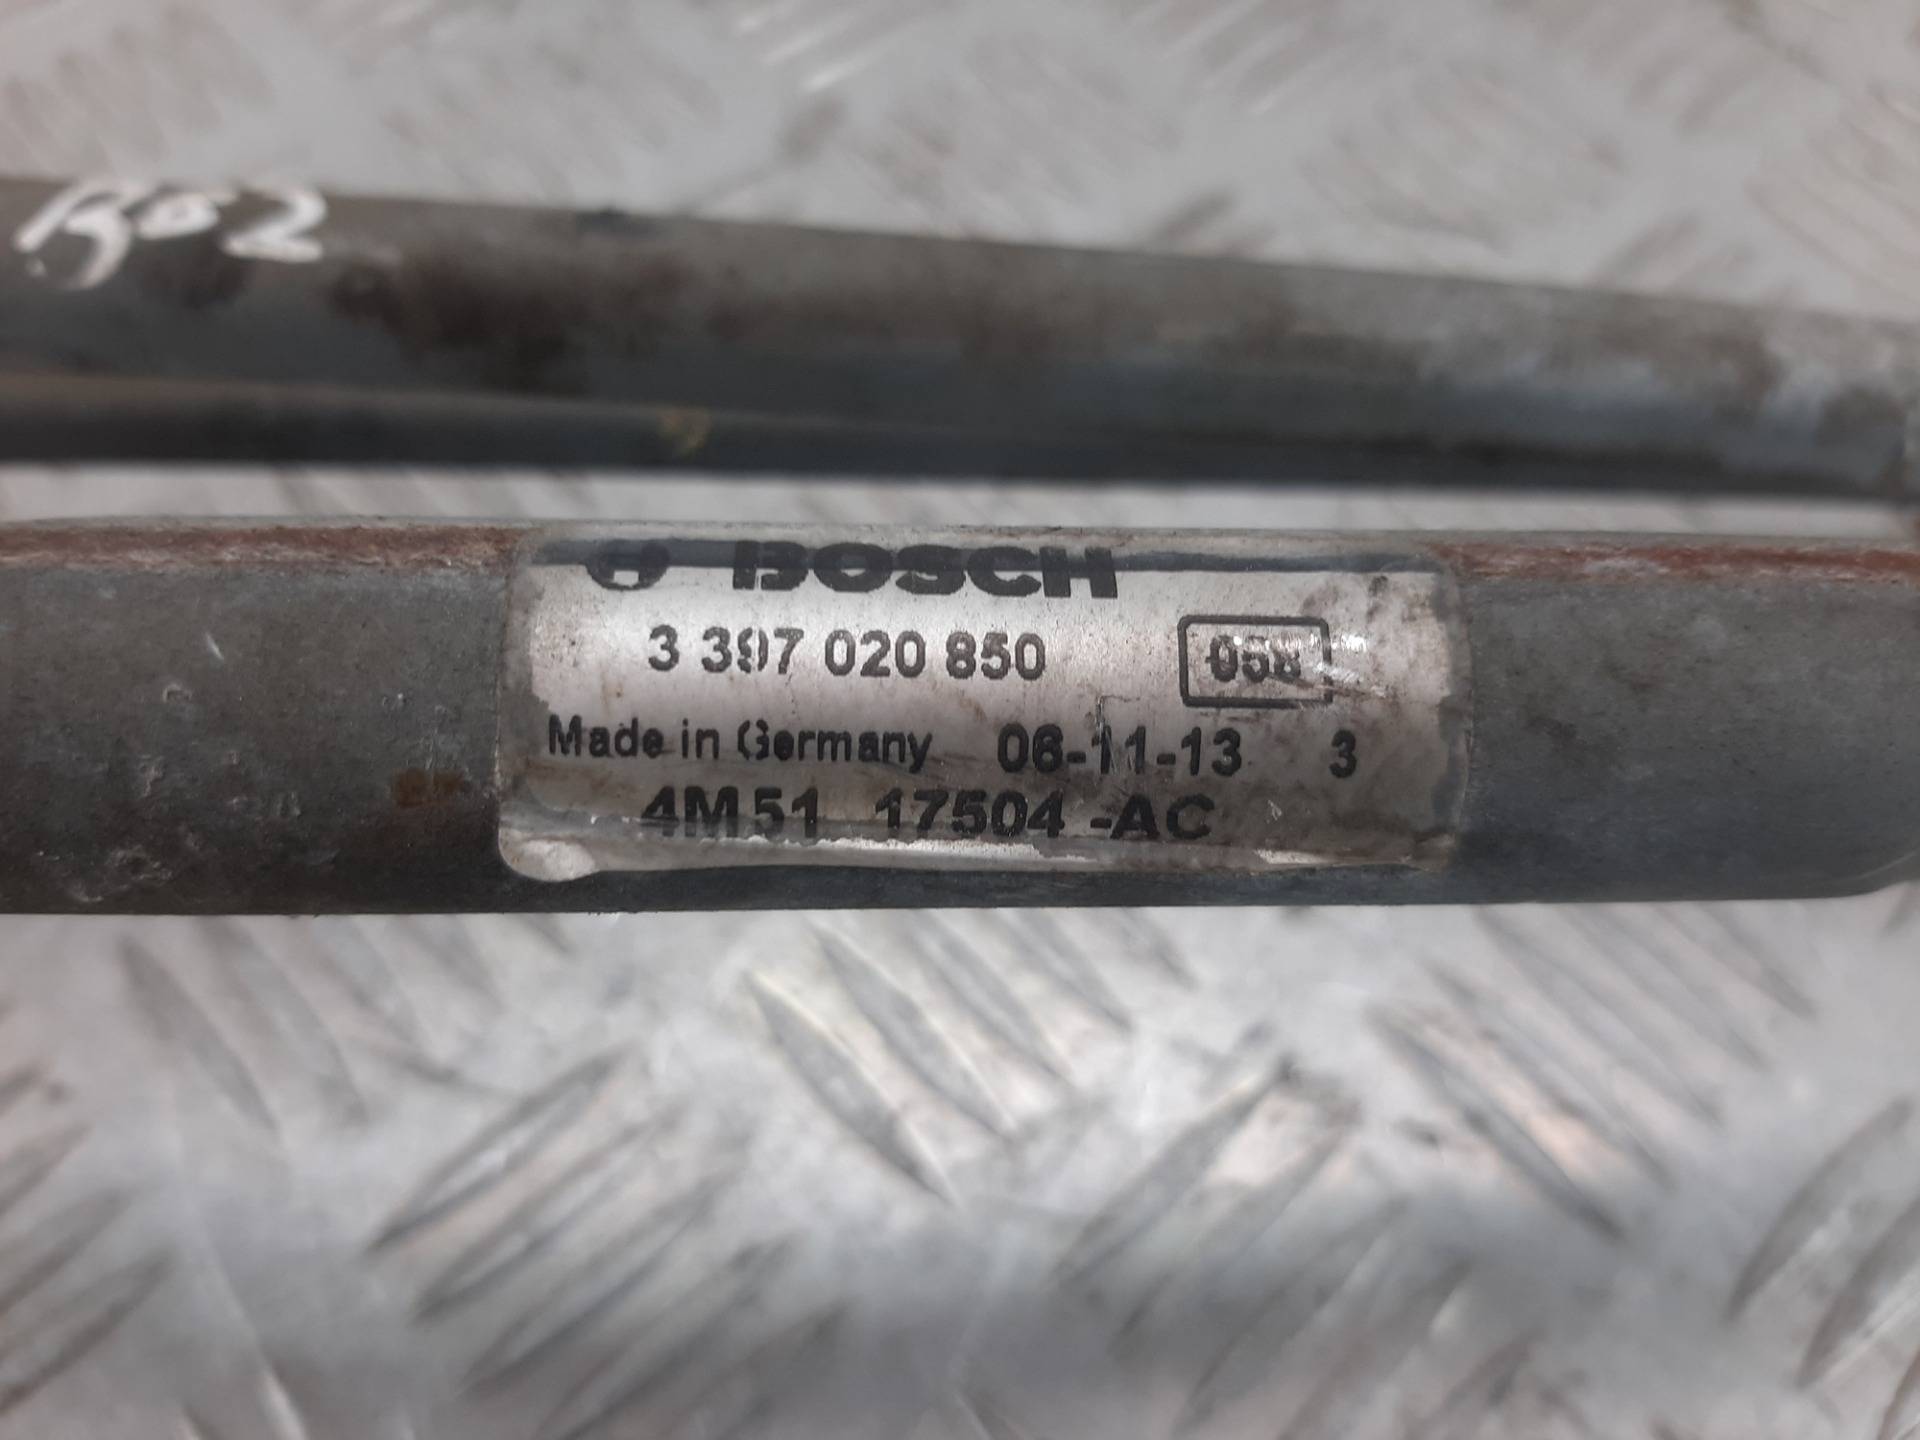 BOSCH
3 397 020 850 058
Made in Germany 06-11-13 3
4M51 17504 -AC